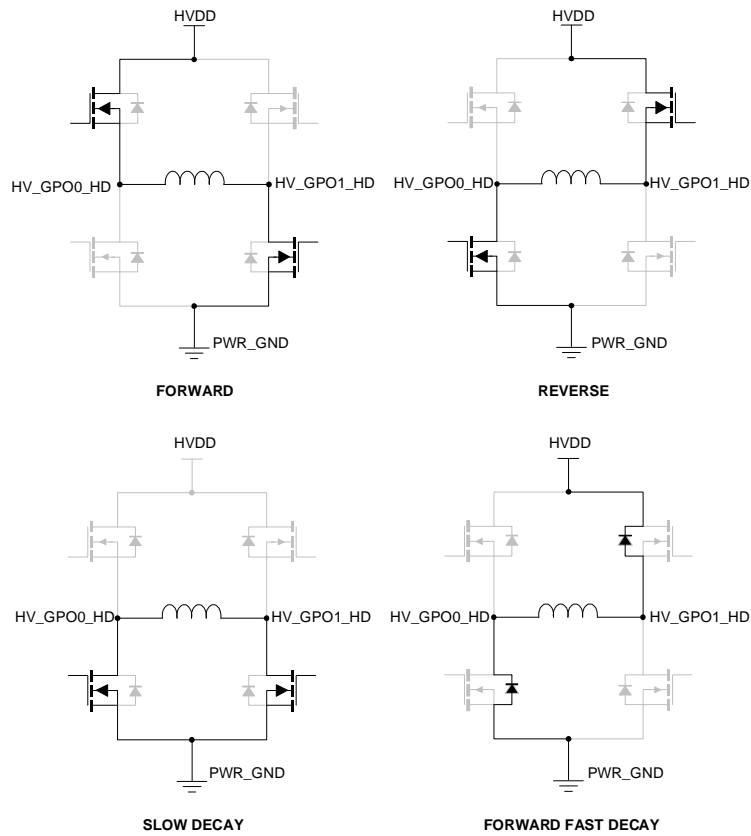 HVDD
HV_GPO0_HD
HV_GPO1_HD
PWR_GND
FORWARD
HVDD
HV_GPO0_HD
HV_GPO1_HD
PWR_GND
REVERSE
HVDD
HV_GPO0_HD
HV_GPO1_HD
PWR_GND
SLOW DECAY
HVDD
HV_GPO0_HD
HV_GPO1_HD
PWR_GND
FORWARD FAST DECAY